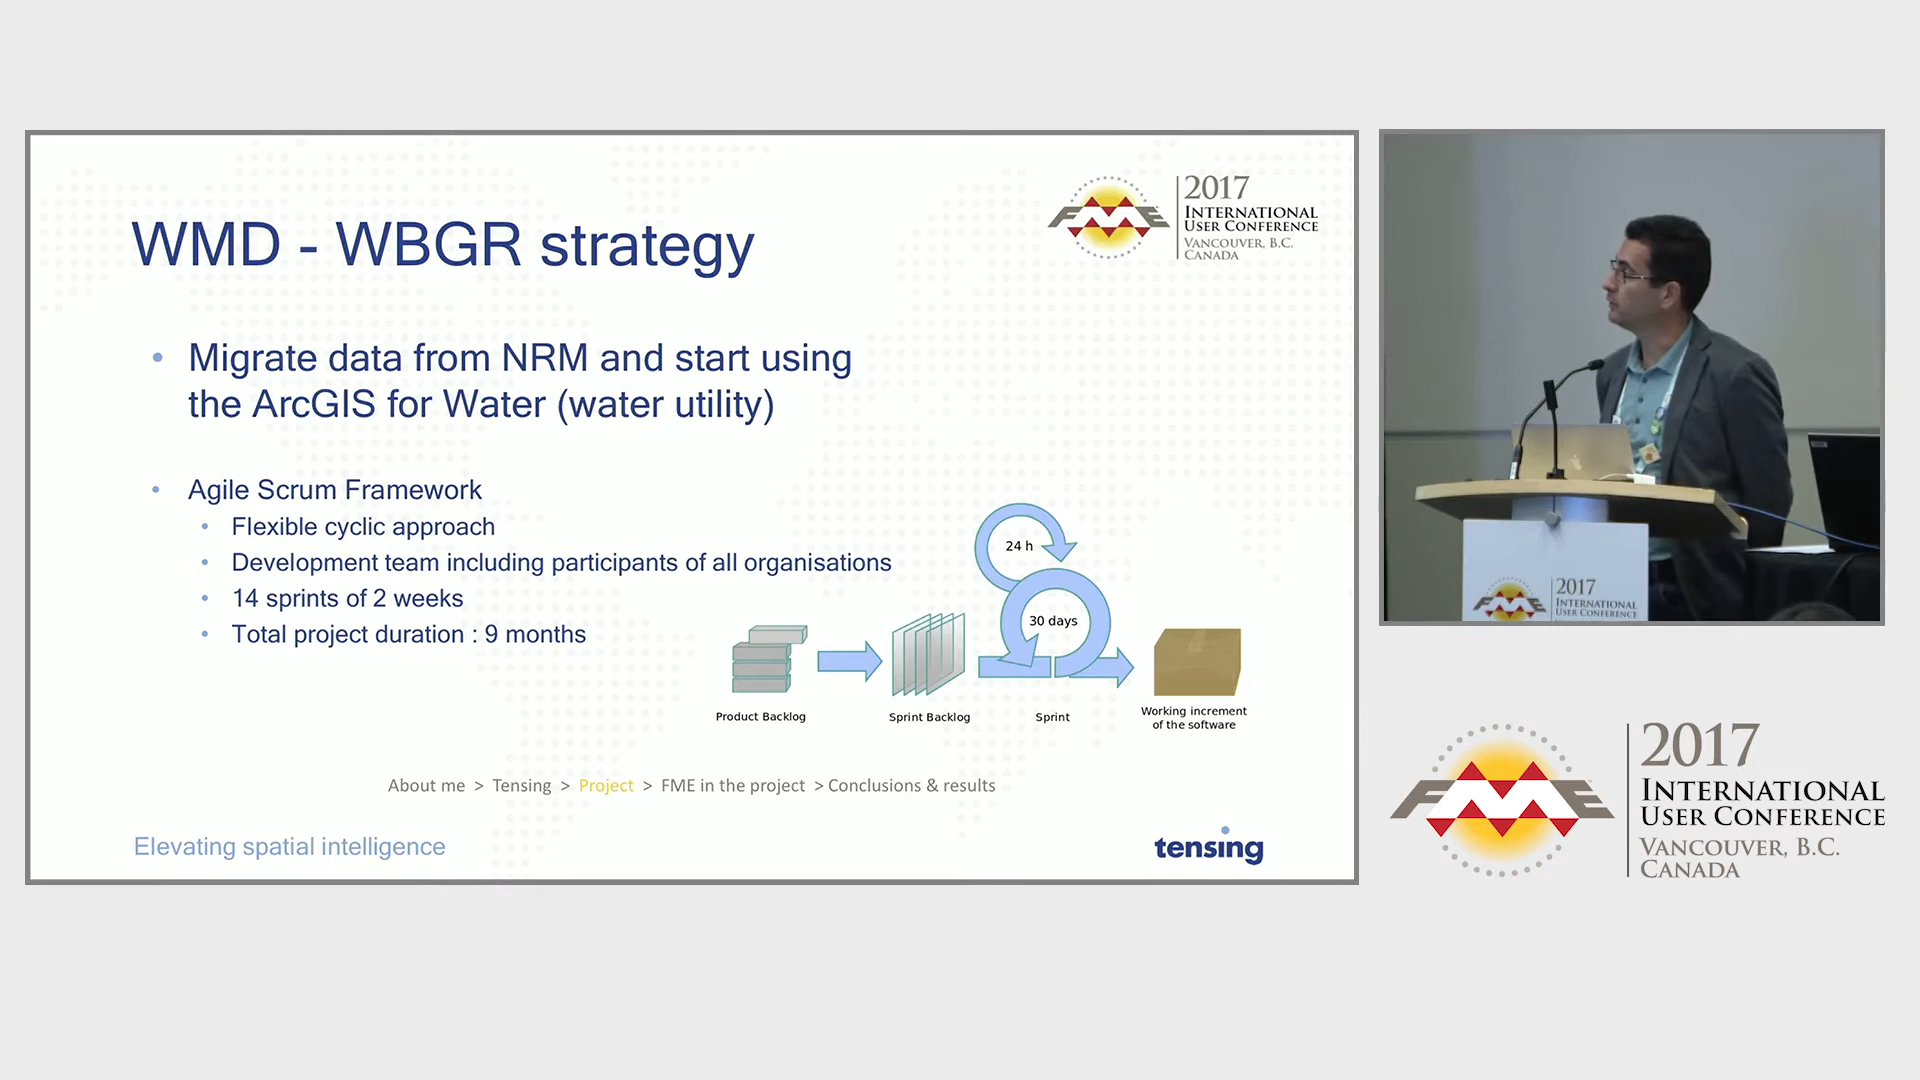 WMD - WBGR strategy
FME
2017
INTERNATIONAL
USER CONFERENCE
VANCOUVER, B.C.
CANADA
• Migrate data from NRM and start using
the ArcGIS for Water (water utility)
• Agile Scrum Framework
• Flexible cyclic approach
• Development team including participants of all organisations
• 14 sprints of 2 weeks
• Total project duration : 9 months
24 h
30 days
Product Backlog
Sprint Backlog
Sprint
Working increment
of the software
About me > Tensing > Project > FME in the project > Conclusions & results
Elevating spatial intelligence
tensing
FME
2017
INTERNATIONAL
USER CONFERENCE
FME
2017
INTERNATIONAL
USER CONFERENCE
VANCOUVER, B.C.
CANADA